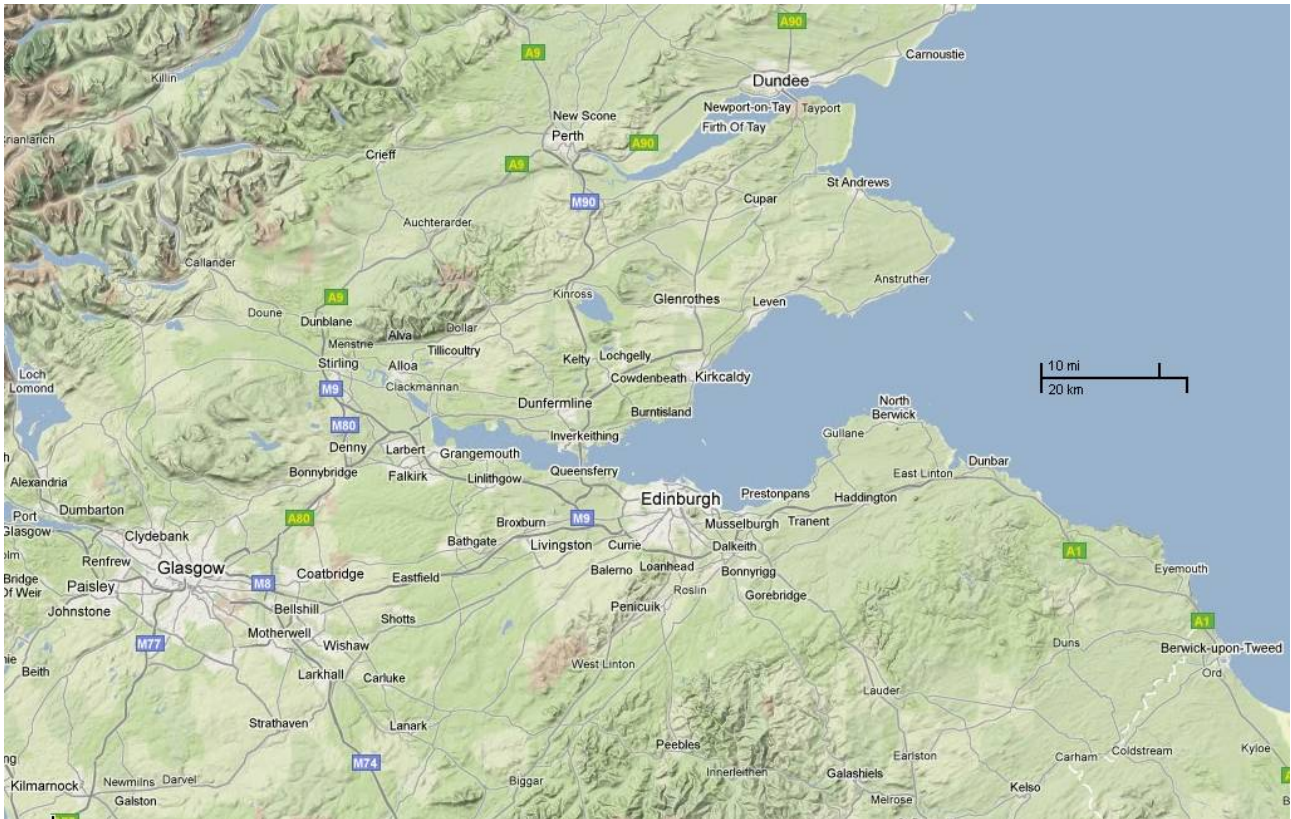 A90
A9
Carnoustie
Killin
Dundee
New Scone
Newport-on-Tay
Tayport
Firth Of Tay
Crianlarich
Perth
A90
Crieff
A9
St Andrews
M90
Cupar
Auchterarder
Callander
Anstruther
A9
Kinross
Glenrothes
Leven
Doune
Dunblane
Alva
Dollar
Menstrie
Tillicoultry
Stirling
Alloa
Kelty
Lochgelly
Loch
Lomond
10 mi
20 km
M9
Clackmannan
Cowdenbeath
Kirkcaldy
Dunfermline
Burntisland
North
Berwick
M80
Gullane
Inverkeithing
Denny
Larbert
Grangemouth
Bonnybridge
Falkirk
Linlithgow
Queensferry
East Linton
Dunbar
Alexandria
Edinburgh
Prestonpans
Haddington
Dumbarton
Port
Glasgow
A80
Broxburn
M9
Musselburgh
Tranent
Clydebank
Bathgate
Livingston
Currie
Dalkeith
A1
Renfrew
Glasgow
Coatbridge
Eastfield
Balerno
Loanhead
Bonnyrigg
Eyemouth
Bridge
Of Weir
Paisley
M8
Roslin
Gorebridge
Johnstone
Bellshill
Shotts
Penicuik
A1
M77
Motherwell
Wishaw
Duns
Berwick-upon-Tweed
Beith
Larkhall
Carluke
West Linton
Ord
Lauder
Strathaven
Lanark
Peebles
Earlston
Carham
Coldstream
Kyloe
M74
Kilmarnock
Newmilns
Darvel
Biggar
Innerleithen
Galashiels
Kelso
Galston
Melrose